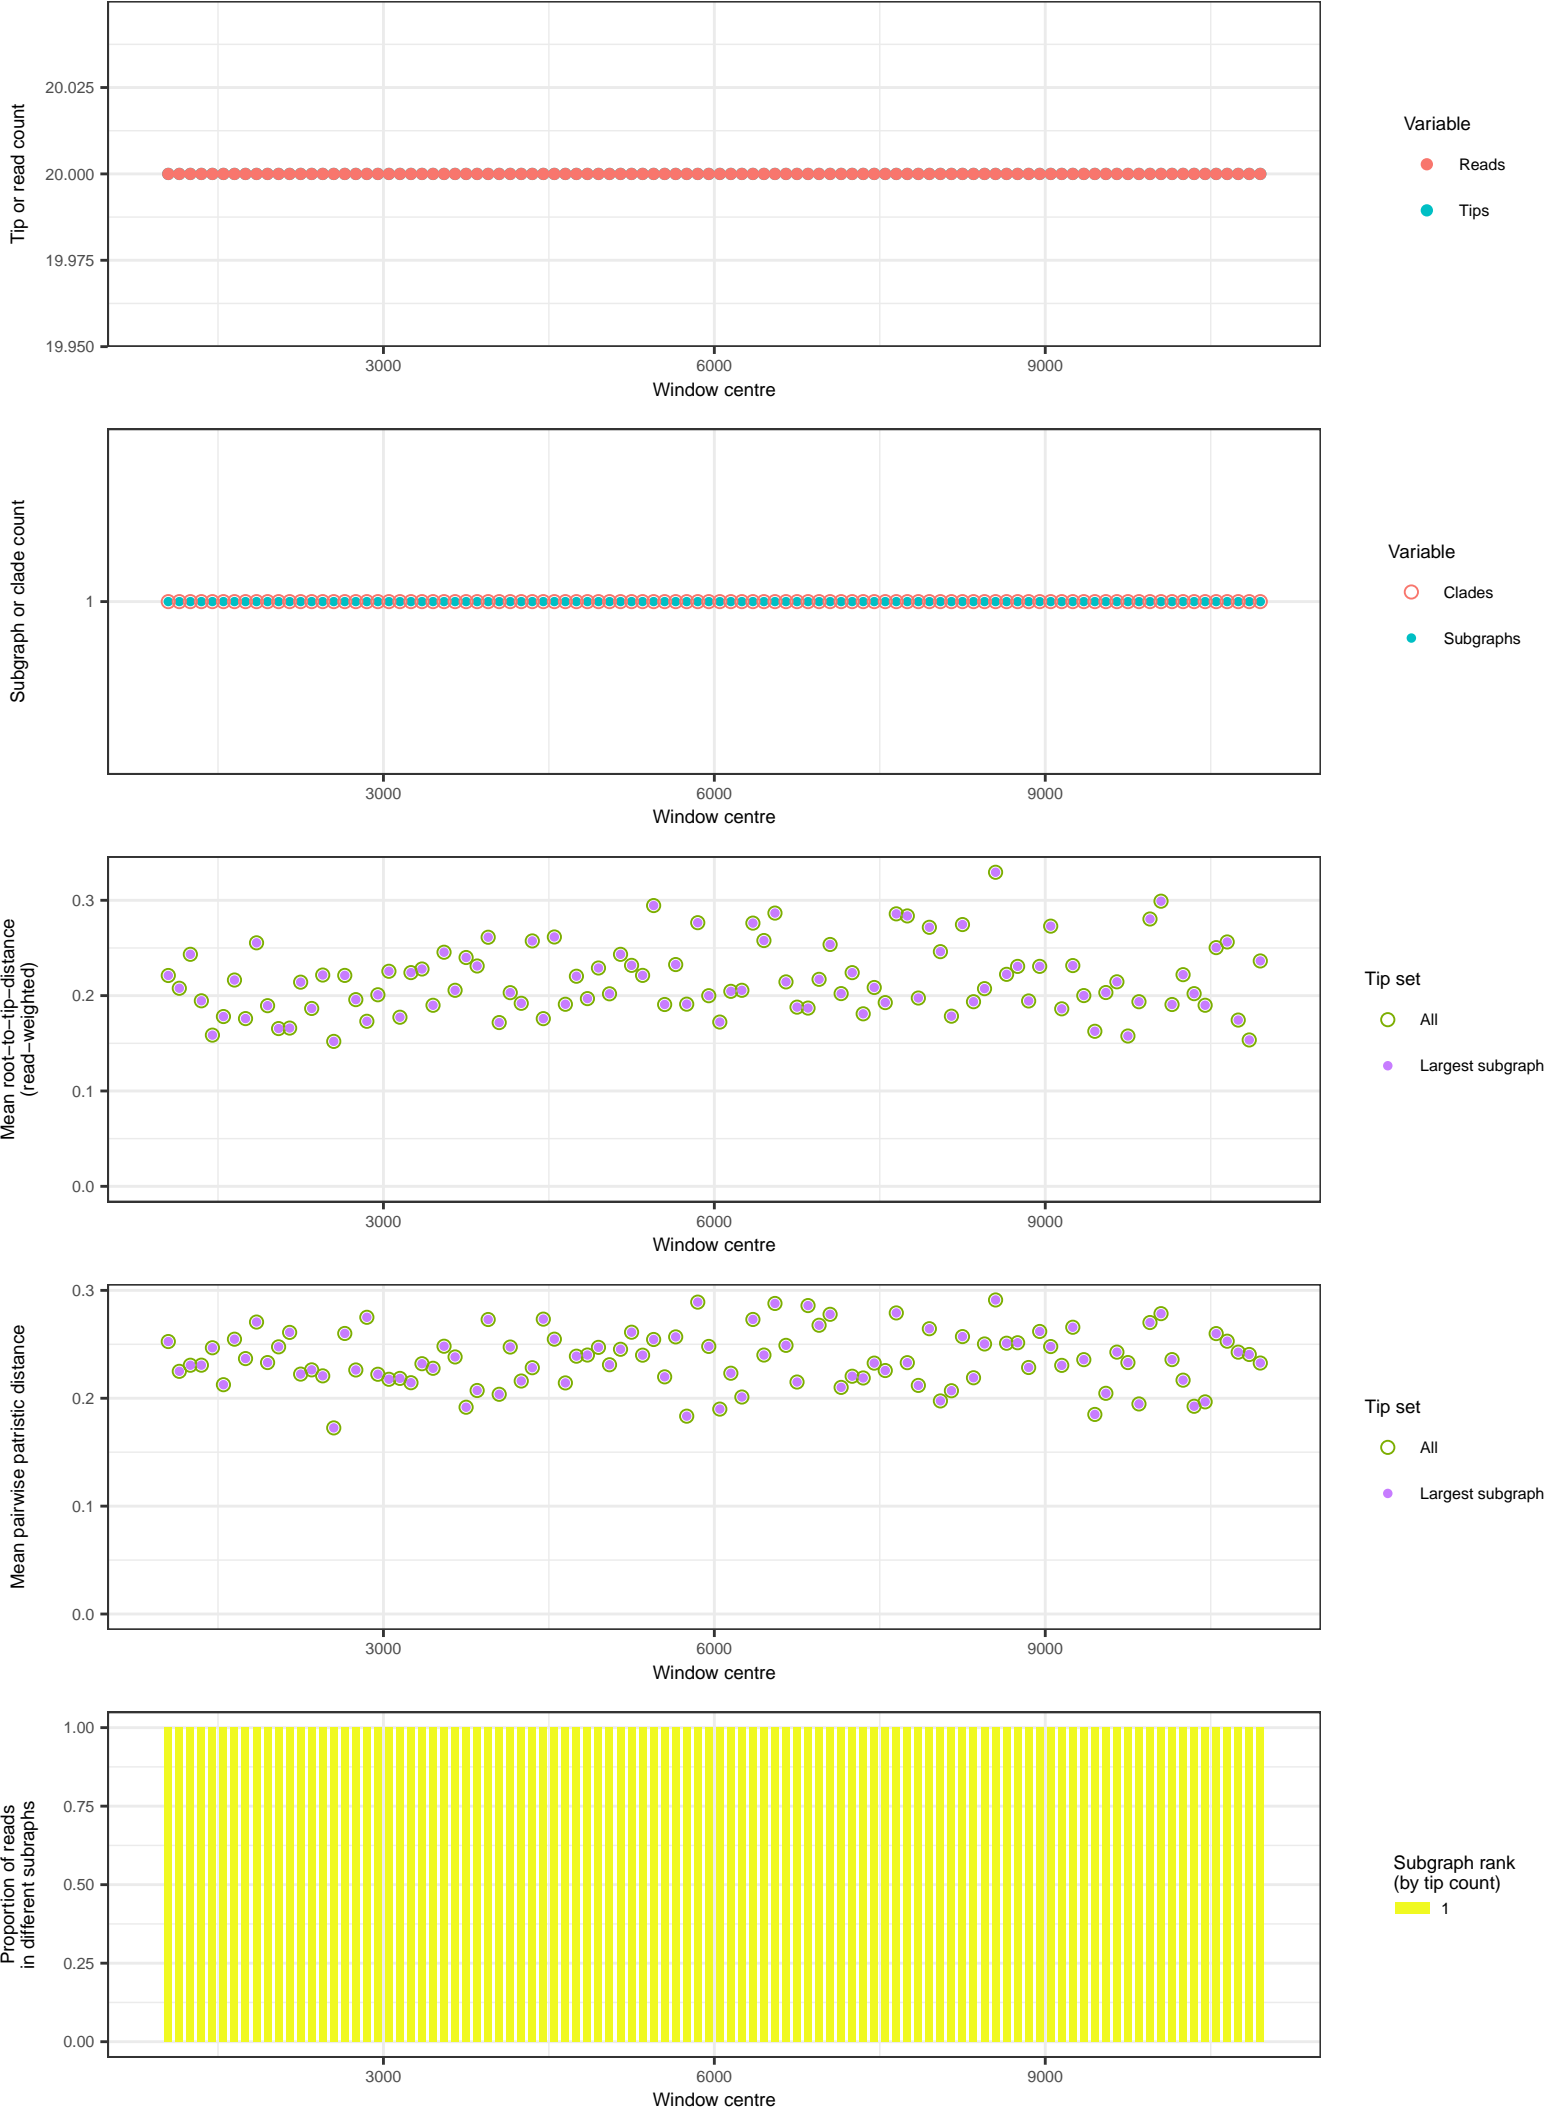 Tip or read count
20.025
20.000
19.975
19.950
3000
6000
9000
Window centre
Variable
Reads
Tips
Subgraph or clade count
1
3000
6000
9000
Window centre
Variable
Clades
Subgraphs
Mean root−to−tip−distance
(read−weighted)
0.3
0.2
0.1
0.0
3000
6000
9000
Window centre
Tip set
All
Largest subgraph
Mean pairwise patristic distance
0.3
0.2
0.1
0.0
3000
6000
9000
Window centre
Tip set
All
Largest subgraph
Proportion of reads
in different subraphs
1.00
0.75
0.50
0.25
0.00
3000
6000
9000
Window centre
Subgraph rank
(by tip count)
1